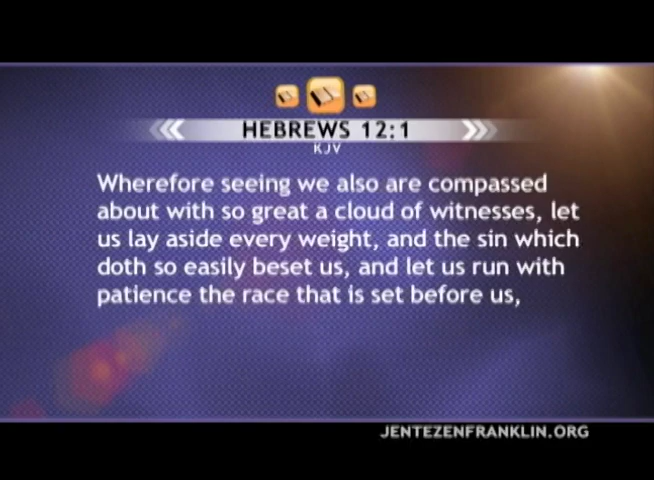 HEBREWS 12:1
KJV
Wherefore seeing we also are compassed
about with so great a cloud of witnesses, let
us lay aside every weight, and the sin which
doth so easily beset us, and let us run with
patience the race that is set before us,
JENTEZENFRANKLIN.ORG